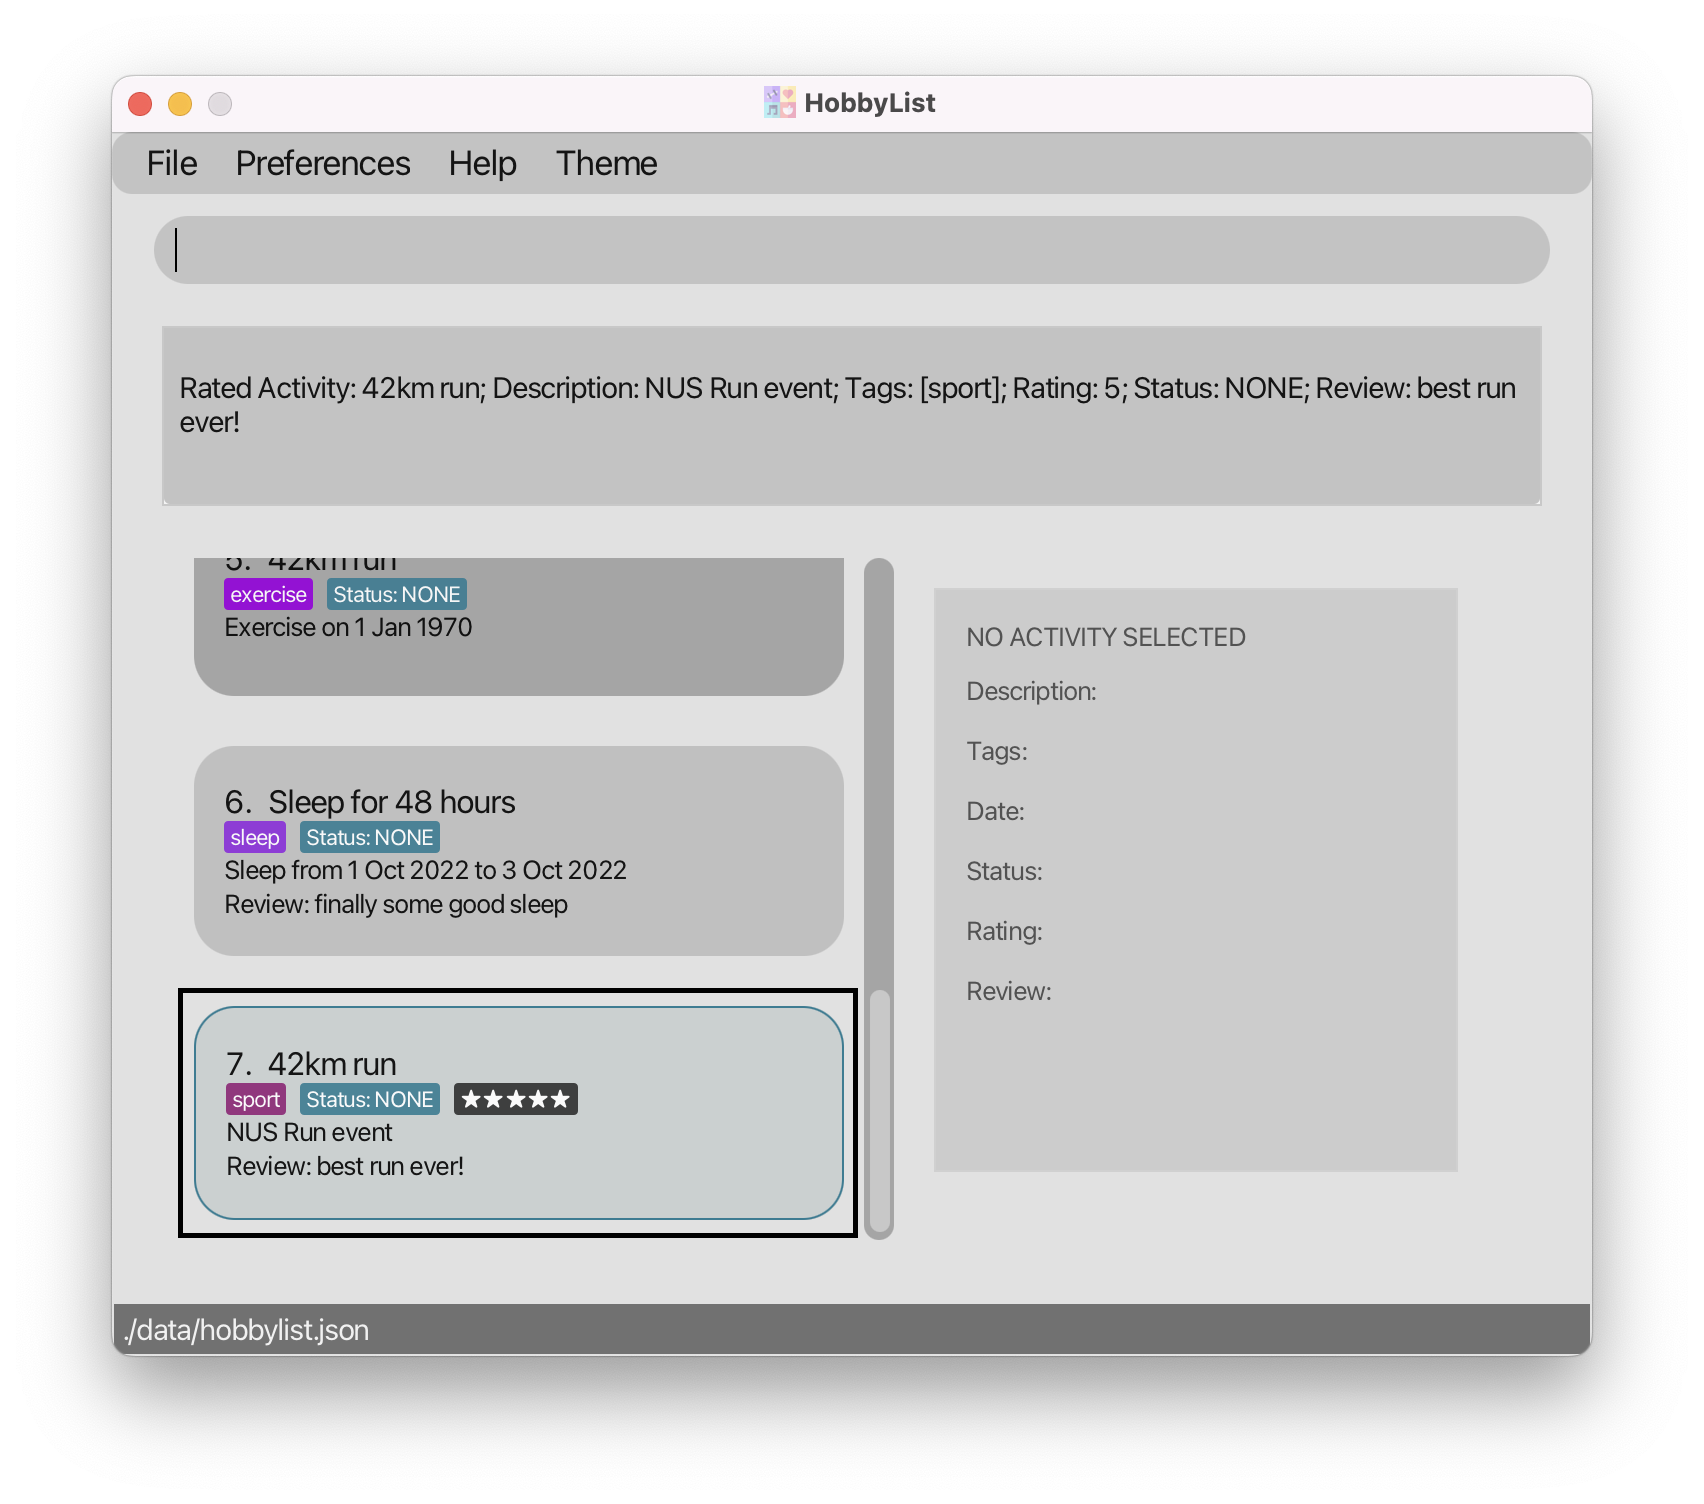 HobbyList
File Preferences Help Theme
Rated Activity: 42km run; Description: NUS Run event; Tags: [sport]; Rating: 5; Status: NONE; Review: best run
ever!
5. 42km run
exercise Status: NONE
Exercise on 1 Jan 1970
6. Sleep for 48 hours
sleep Status: NONE
Sleep from 1 Oct 2022 to 3 Oct 2022
Review: finally some good sleep
7. 42km run
sport Status: NONE ★★★★★
NUS Run event
Review: best run ever!
NO ACTIVITY SELECTED
Description:
Tags:
Date:
Status:
Rating:
Review:
./data/hobbylist.json